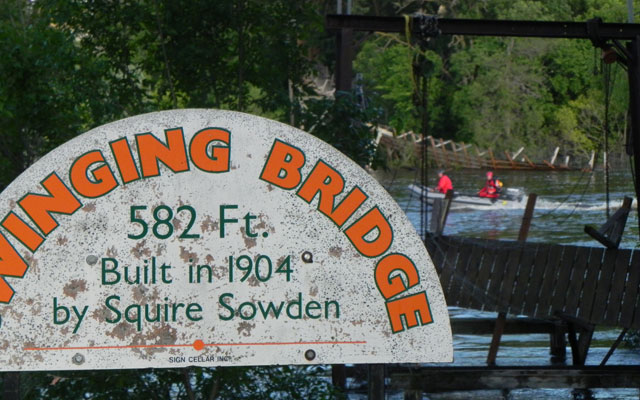 WINGING BRIDGE
582 Ft.
Built in 1904
by Squire Sowden
SIGN CELLAR INC.